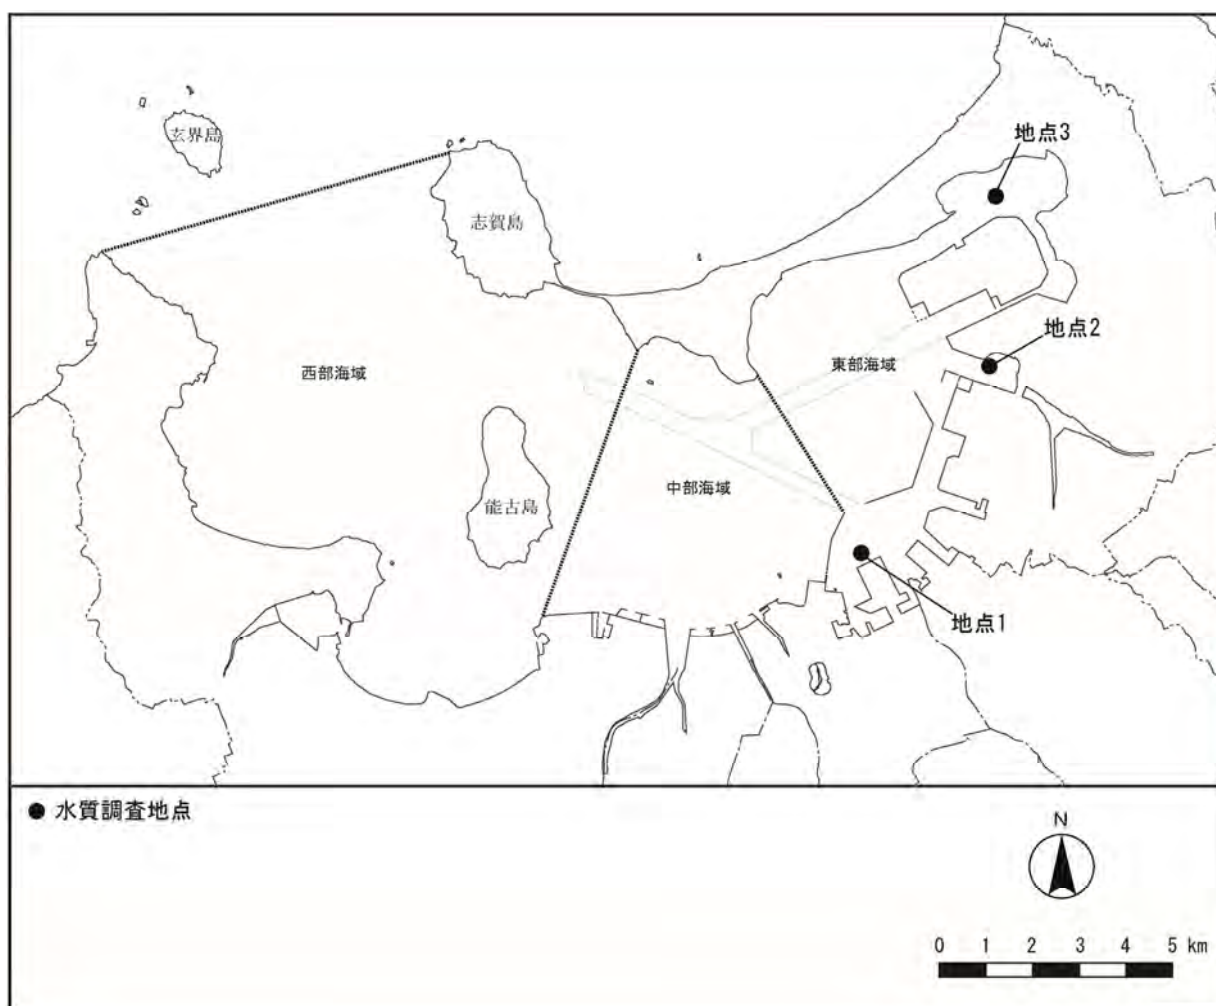 地点3
玄界島
志賀島
地点2
東部海域
西部海域
中部海域
能古島
地点1
● 水質調査地点
N
0 1 2 3 4 5 km